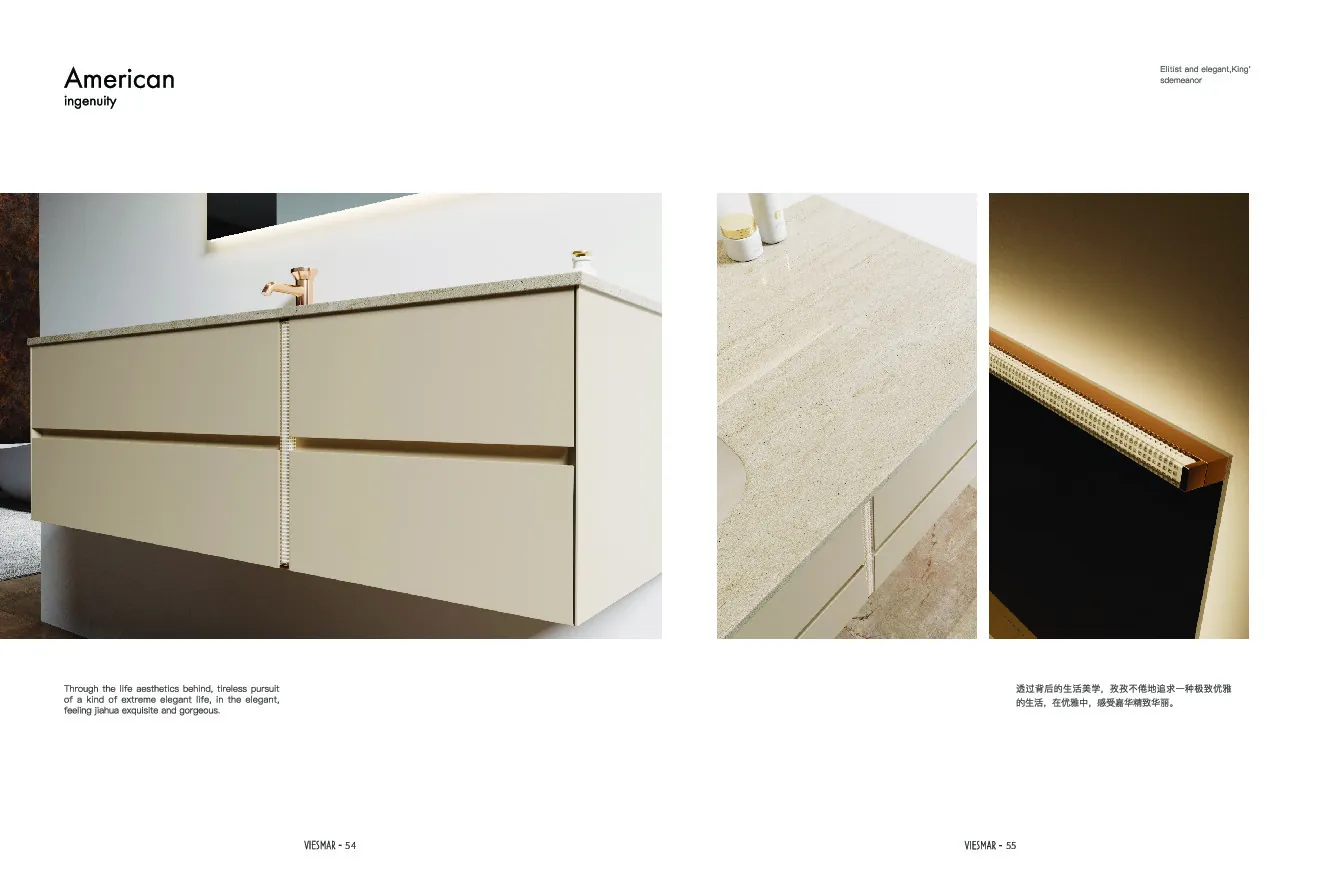 American
ingenuity
Elitist and elegant,King'
sdemeanor
Through the life aesthetics behind, tireless pursuit
of a kind of extreme elegant life, in the elegant,
feeling jiahua exquisite and gorgeous.
透过背后的生活美学，孜孜不倦地追求一种极致优雅
的生活，在优雅中，感受嘉华精致华丽。
VIESMAR - 54
VIESMAR - 55